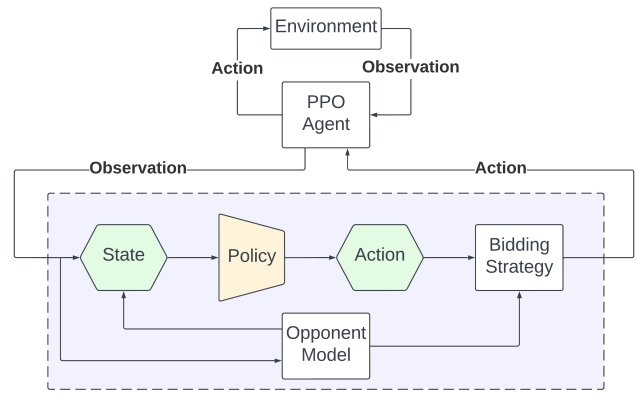 Environment
Action
Observation
PPO
Agent
Observation
Action
State
Policy
Action
Bidding
Strategy
Opponent
Model